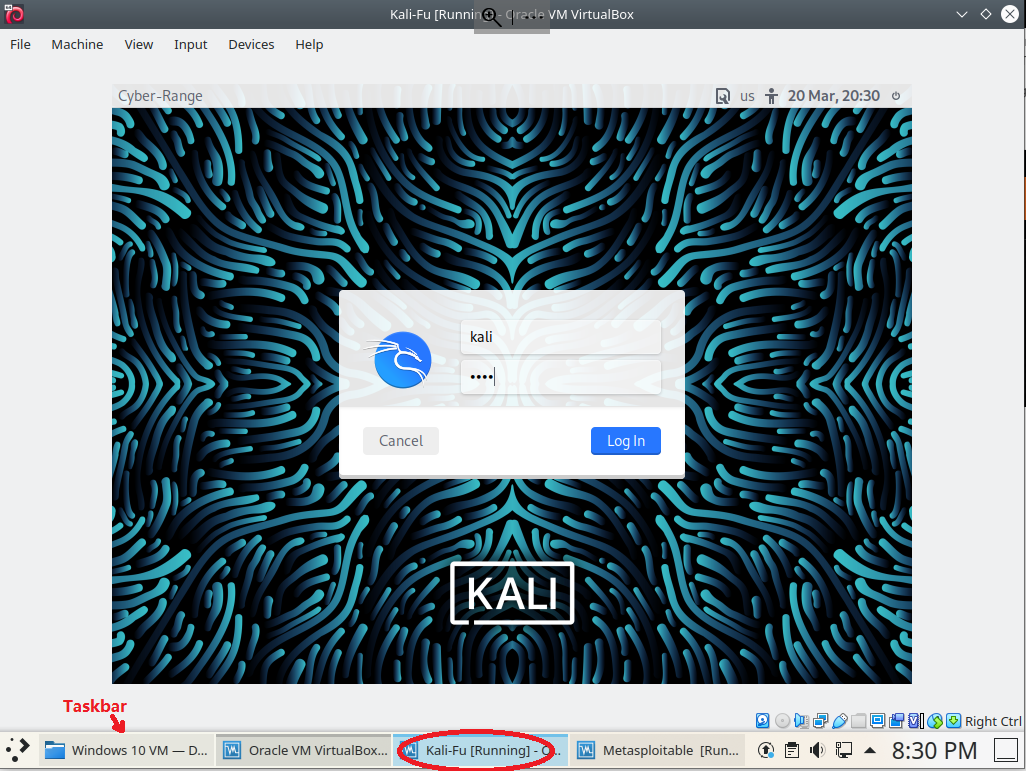 Kali-Fu [Running] - Oracle VM VirtualBox
File Machine View Input Devices Help
Cyber-Range us 20 Mar, 20:30
kali
••••
Cancel Log In
KALI
Taskbar
Right Ctrl
Windows 10 VM — D... Oracle VM VirtualBox... Kali-Fu [Running] - O... Metasploitable [Run... 8:30 PM